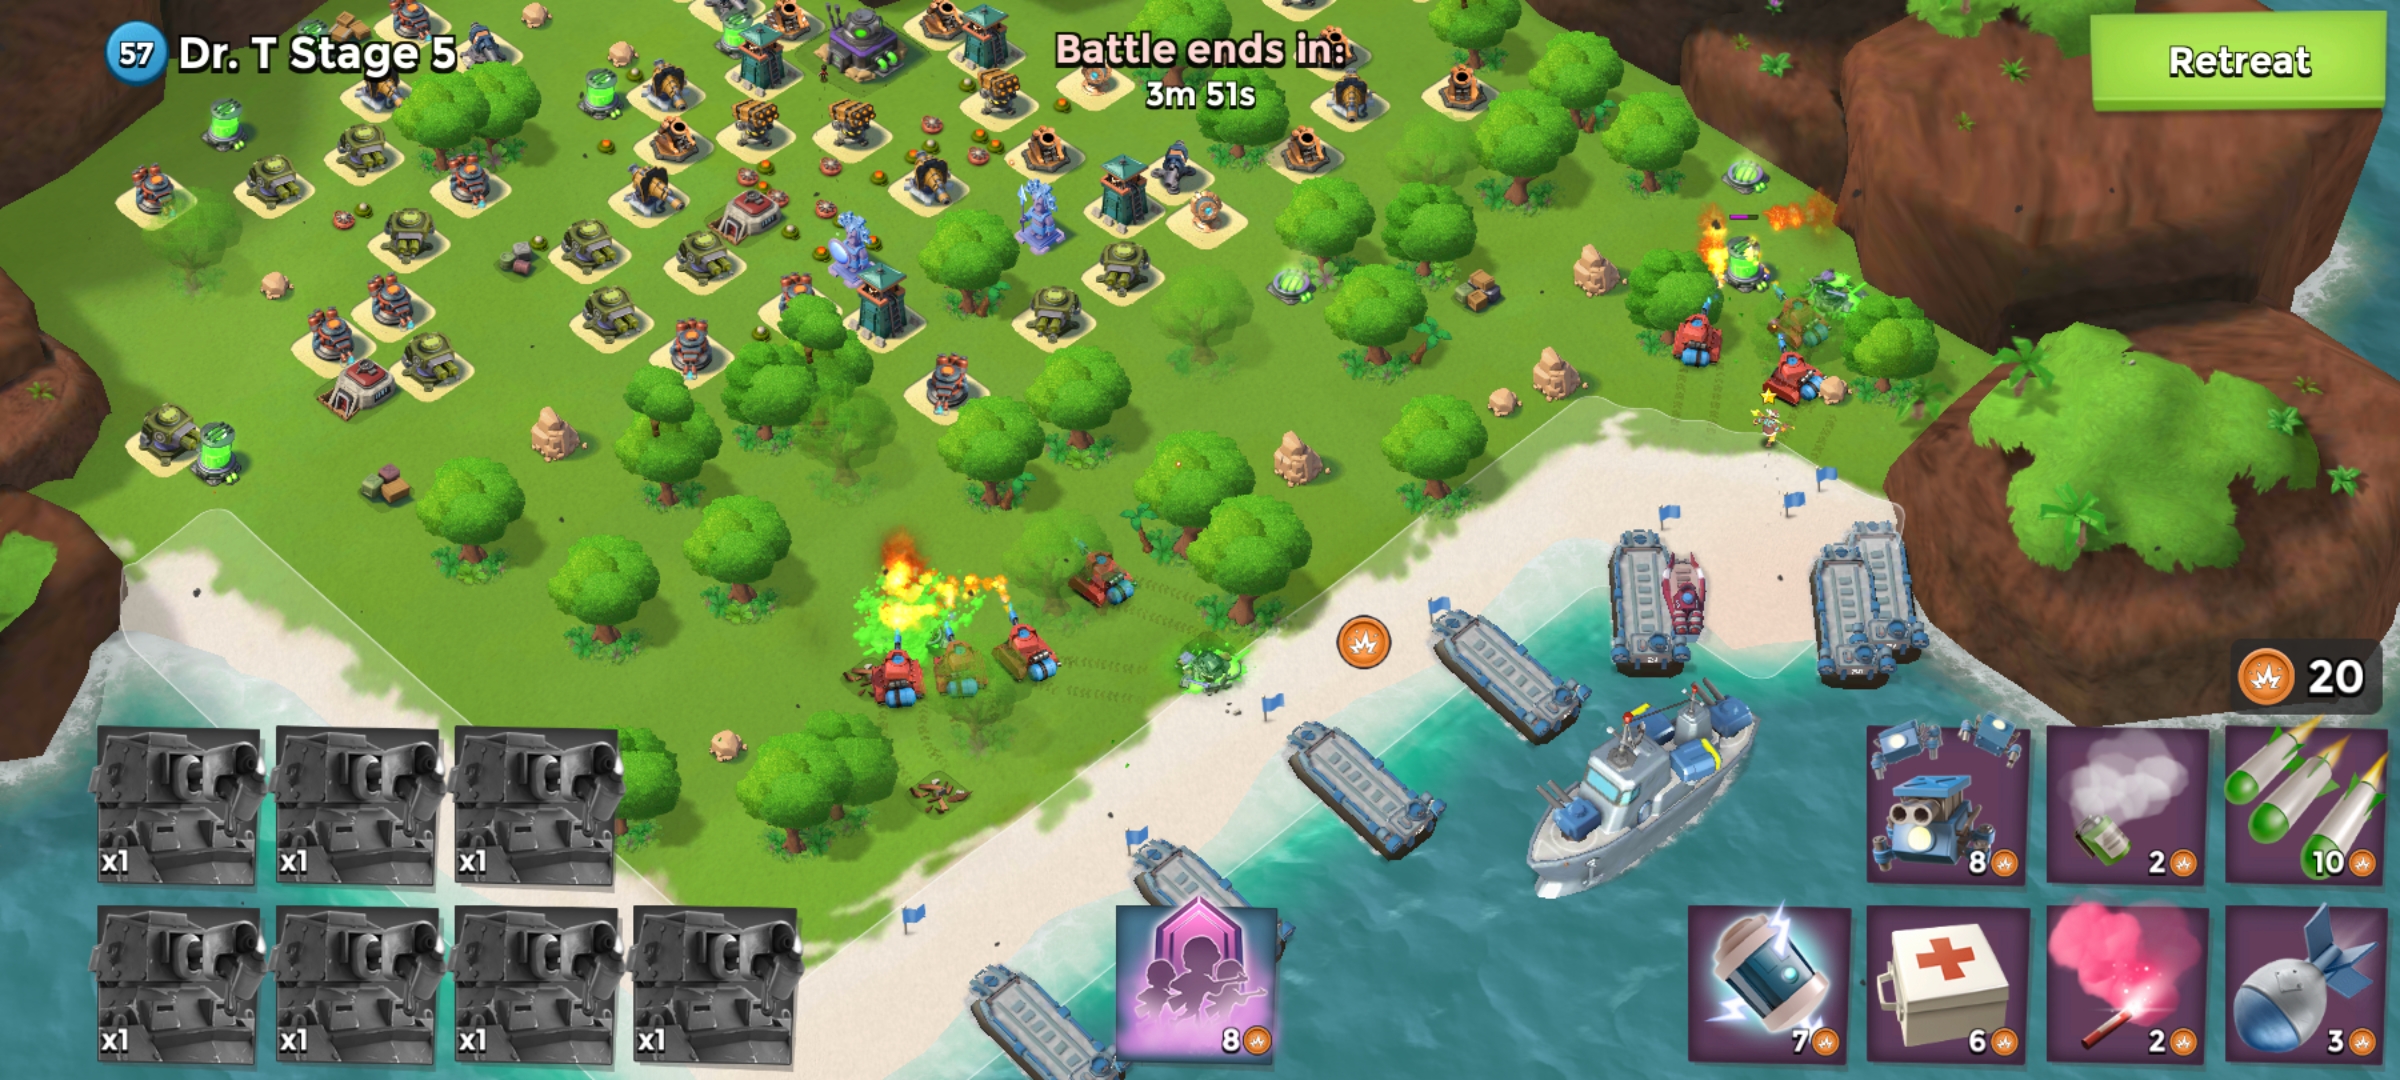 57 Dr. T Stage 5
Battle ends in:
3m 51s
Retreat
20
x1 x1 x1
8 2 10
x1 x1 x1 x1
8
7 6 2 3